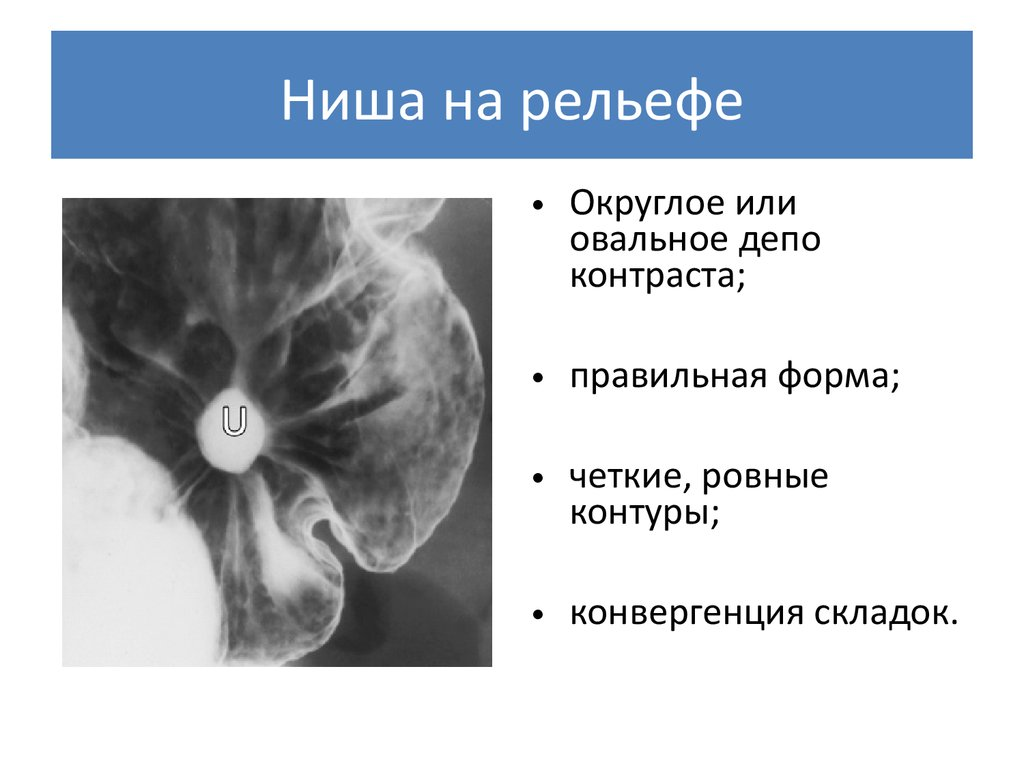 Ниша на рельефе
U
• Округлое или
овальное депо
контраста;
• правильная форма;
• четкие, ровные
контуры;
• конвергенция складок.